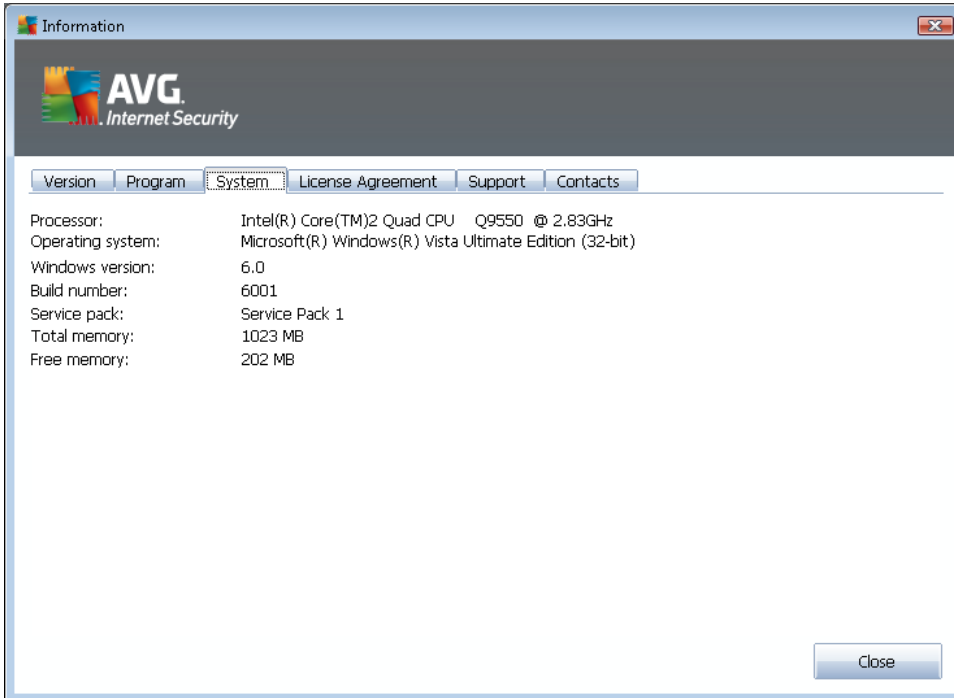 Information
AVG.
Internet Security
Version Program System License Agreement Support Contacts
Processor: Intel(R) Core(TM)2 Quad CPU Q9550 @ 2.83GHz
Operating system: Microsoft(R) Windows(R) Vista Ultimate Edition (32-bit)
Windows version: 6.0
Build number: 6001
Service pack: Service Pack 1
Total memory: 1023 MB
Free memory: 202 MB
Close